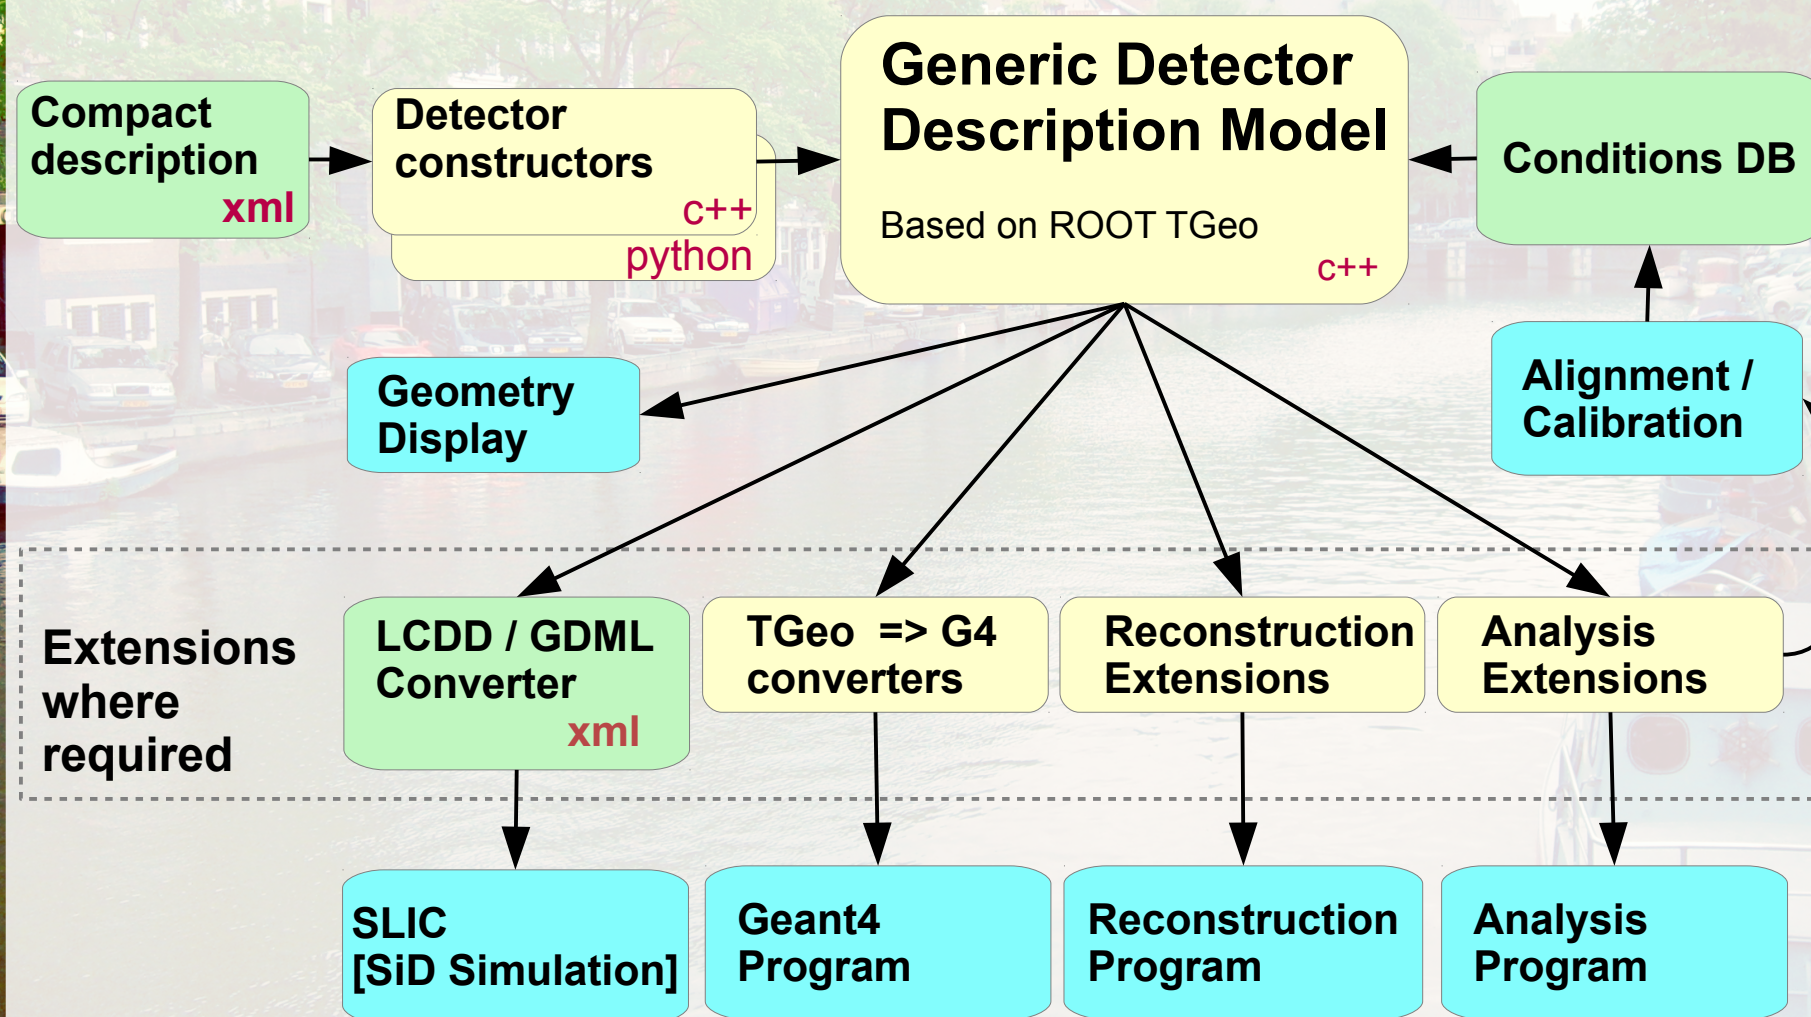 Compact
description
xml
Detector
constructors
c++
python
Generic Detector
Description Model
Based on ROOT TGeo
c++
Conditions DB
Geometry
Display
Alignment /
Calibration
Extensions
where
required
LCDD / GDML
Converter
xml
TGeo => G4
converters
Reconstruction
Extensions
Analysis
Extensions
SLIC
[SiD Simulation]
Geant4
Program
Reconstruction
Program
Analysis
Program